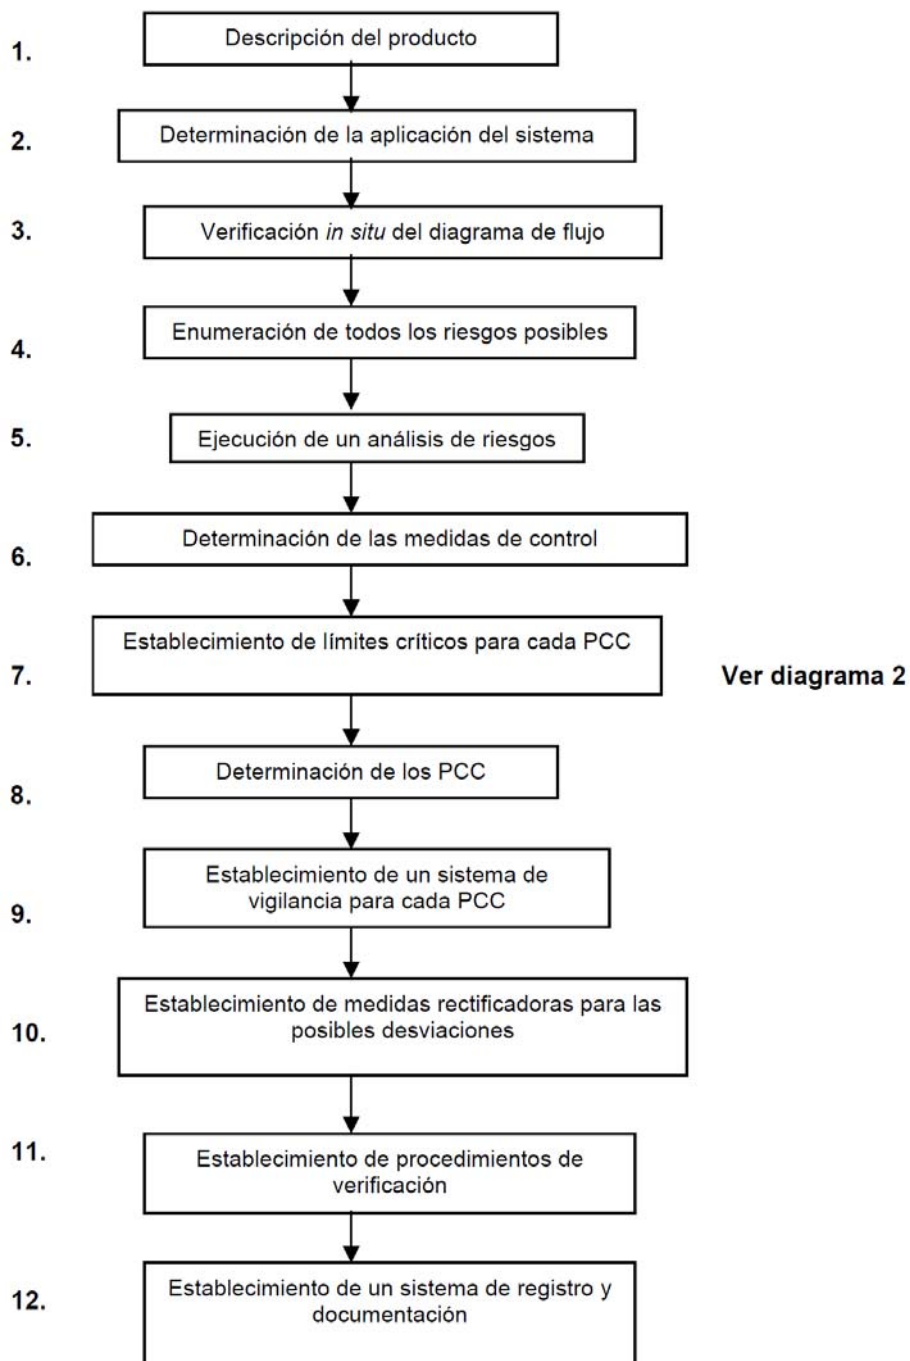 1.
Descripción del producto
2.
Determinación de la aplicación del sistema
3.
Verificación in situ del diagrama de flujo
4.
Enumeración de todos los riesgos posibles
5.
Ejecución de un análisis de riesgos
6.
Determinación de las medidas de control
7.
Establecimiento de límites críticos para cada PCC
Ver diagrama 2
8.
Determinación de los PCC
9.
Establecimiento de un sistema de
vigilancia para cada PCC
10.
Establecimiento de medidas rectificadoras para las
posibles desviaciones
11.
Establecimiento de procedimientos de
verificación
12.
Establecimiento de un sistema de registro y
documentación